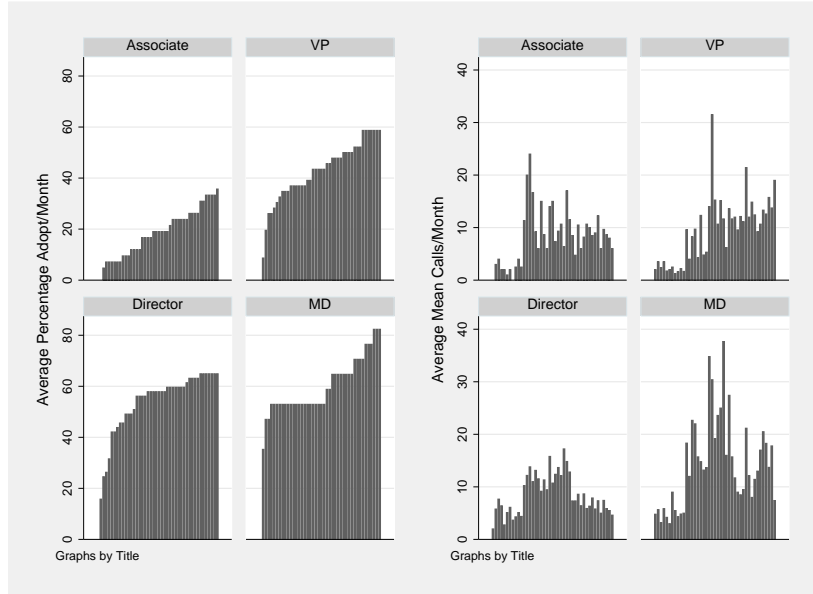 Average Percentage Adopt/Month
Associate
VP
80
60
40
20
0
Director
MD
80
60
40
20
0
Graphs by Title
Average Mean Calls/Month
Associate
VP
40
30
20
10
0
Director
MD
40
30
20
10
0
Graphs by Title